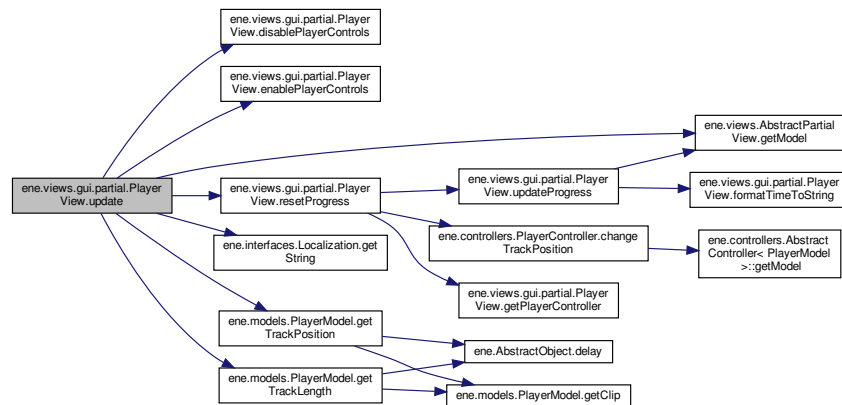 ene.views.gui.partial.Player
View.disablePlayerControls
ene.views.gui.partial.Player
View.enablePlayerControls
ene.views.AbstractPartial
View.getModel
ene.views.gui.partial.Player
View.update
ene.views.gui.partial.Player
View.resetProgress
ene.views.gui.partial.Player
View.updateProgress
ene.views.gui.partial.Player
View.formatTimeToString
ene.interfaces.Localization.get
String
ene.controllers.PlayerController.change
TrackPosition
ene.controllers.Abstract
Controller< PlayerModel
>::getModel
ene.views.gui.partial.Player
View.getPlayerController
ene.models.PlayerModel.get
TrackPosition
ene.AbstractObject.delay
ene.models.PlayerModel.get
TrackLength
ene.models.PlayerModel.getClip